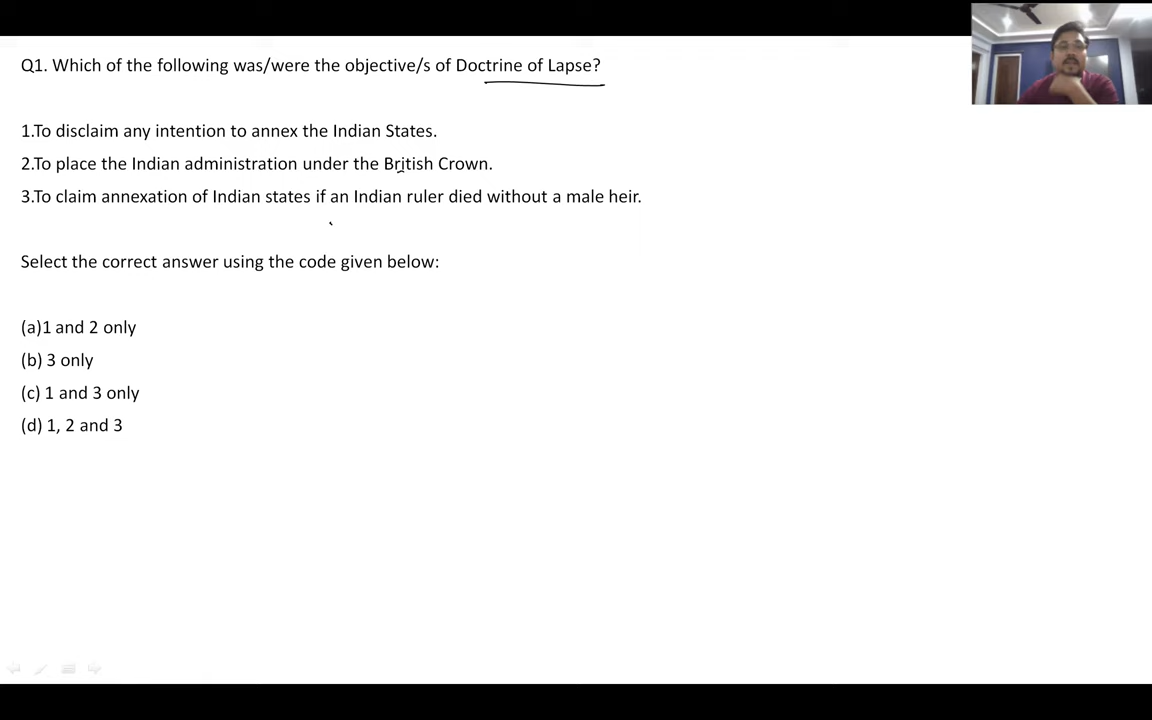 Q1. Which of the following was/were the objective/s of Doctrine of Lapse?
1.To disclaim any intention to annex the Indian States.
2.To place the Indian administration under the British Crown.
3.To claim annexation of Indian states if an Indian ruler died without a male heir.
Select the correct answer using the code given below:
(a)1 and 2 only
(b) 3 only
(c) 1 and 3 only
(d) 1, 2 and 3